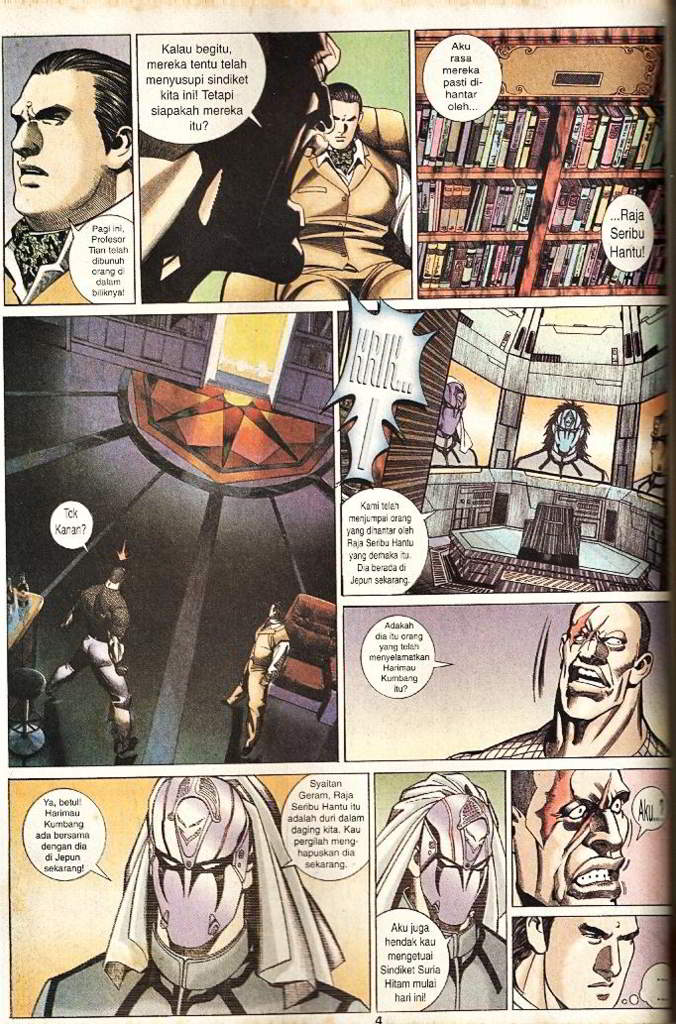 Pagi ini,
Profesor
Tian telah
dibunuh
orang di
dalam
biliknya!
Kalau begitu,
mereka tentu telah
menyusupi sindiket
kita ini! Tetapi
siapakah mereka
itu?
Aku
rasa
mereka
pasti di-
hantar
oleh...
...Raja
Seribu
Hantu!
Tok
Kanan?
KRIK...
Kami telah
menjumpai orang
yang dihantar oleh
Raja Seribu Hantu
yang demaka itu.
Dia berada di
Jepun sekarang.
Adakah
dia itu orang
yang telah
menyelamatkan
Harimau
Kumbang
itu?
Ya, betul!
Harimau
Kumbang
ada bersama
dengan dia
di Jepun
sekarang!
Syaitan
Geram, Raja
Seribu Hantu itu
adalah duri dalam
daging kita. Kau
pergilah meng-
hapuskan dia
sekarang.
Aku juga
hendak kau
mengetuai
Sindiket Suria
Hitam mulai
hari ini!
Aku...?
...
4